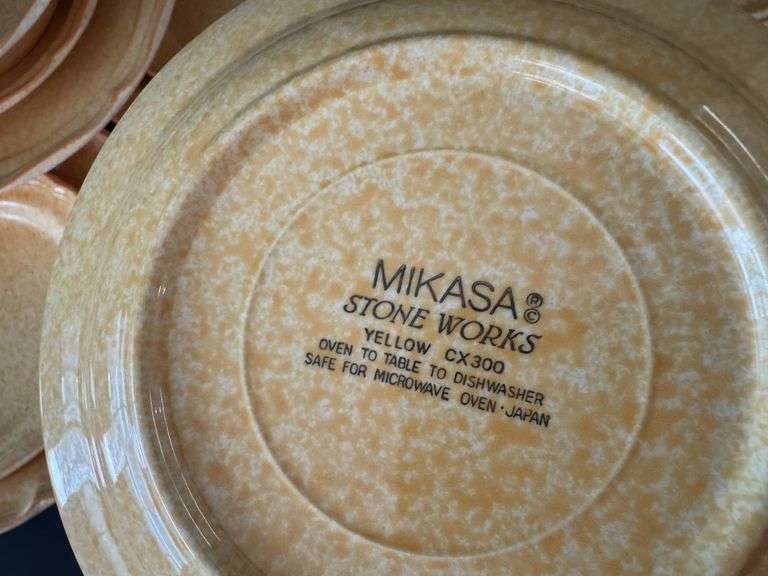 MIKASA ® ©
STONE WORKS
YELLOW CX300
OVEN TO TABLE TO DISHWASHER
SAFE FOR MICROWAVE OVEN · JAPAN